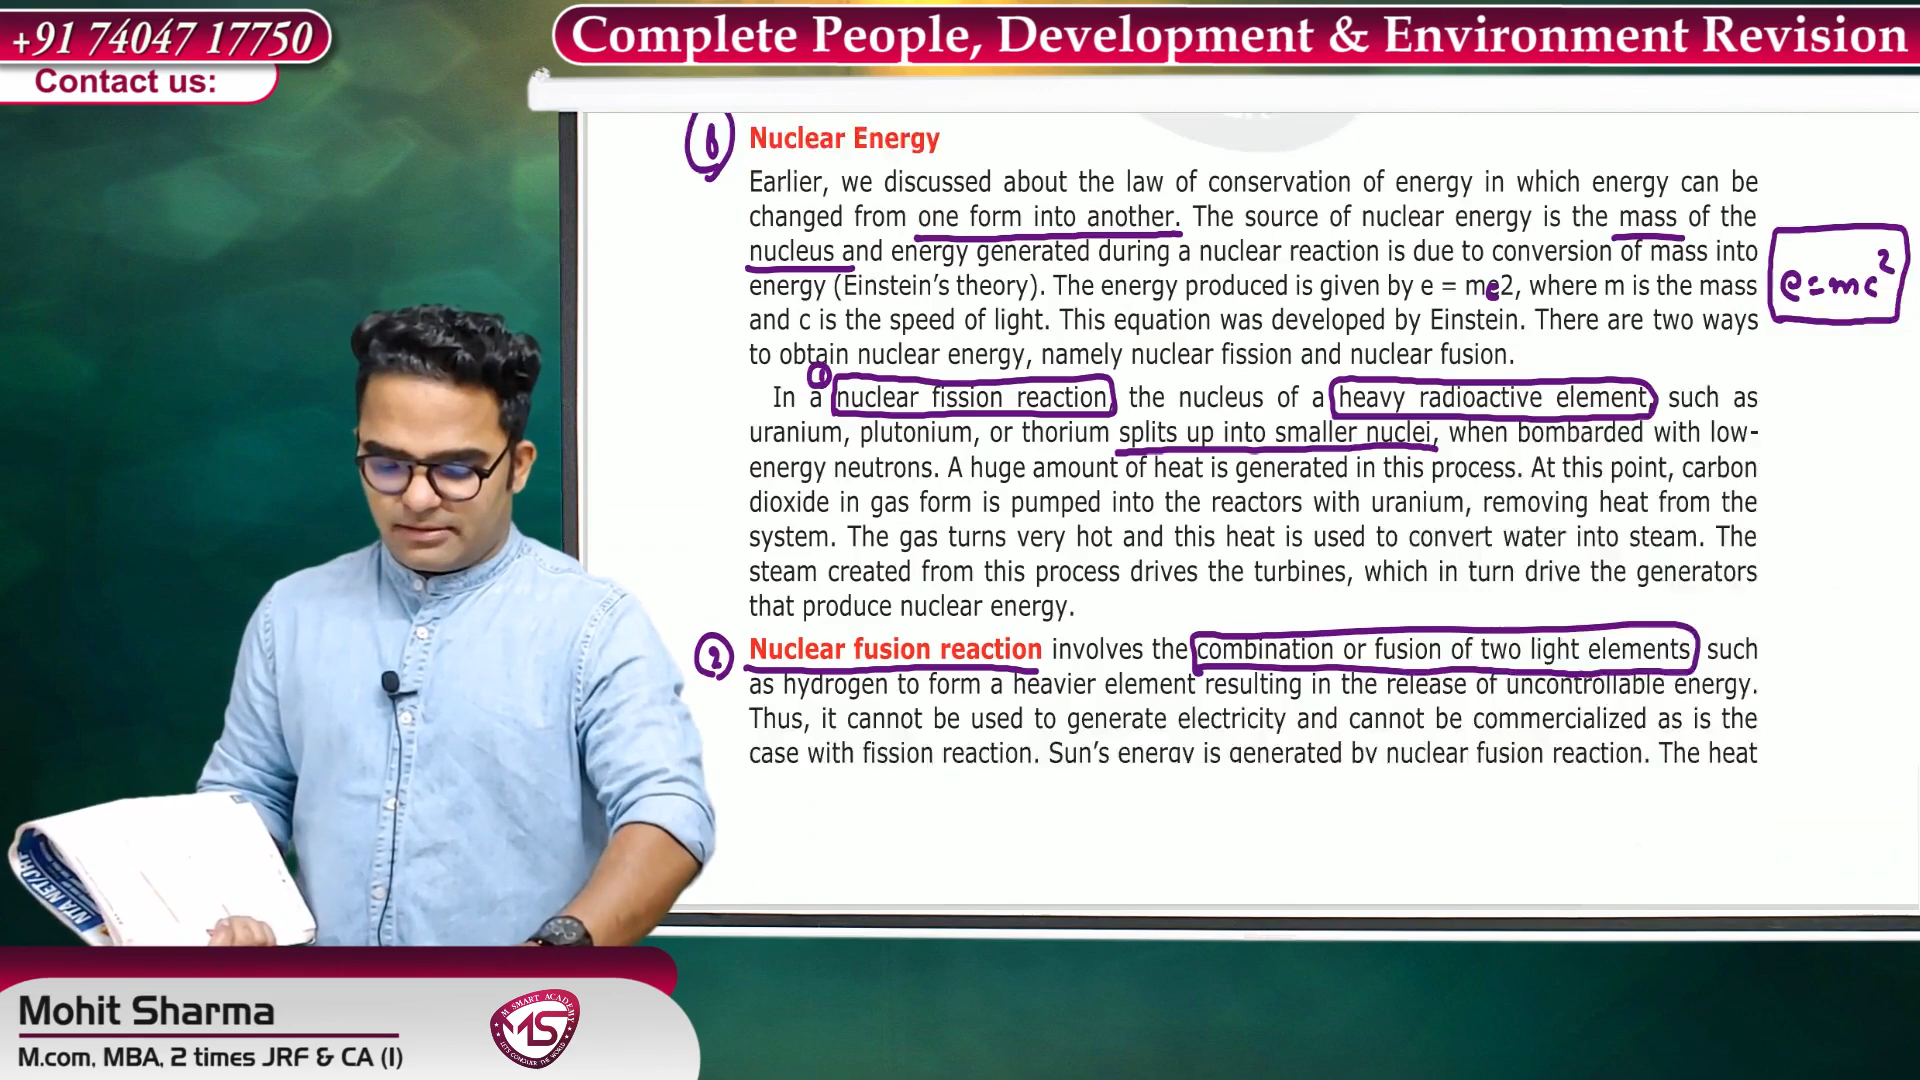 +91 74047 17750
Contact us:
Complete People, Development & Environment Revision
6
Nuclear Energy
Earlier, we discussed about the law of conservation of energy in which energy can be
changed from one form into another. The source of nuclear energy is the mass of the
nucleus and energy generated during a nuclear reaction is due to conversion of mass into
energy (Einstein’s theory). The energy produced is given by e = mc2, where m is the mass
and c is the speed of light. This equation was developed by Einstein. There are two ways
to obtain nuclear energy, namely nuclear fission and nuclear fusion.
e=mc²
1
In a nuclear fission reaction, the nucleus of a heavy radioactive element, such as
uranium, plutonium, or thorium splits up into smaller nuclei, when bombarded with low-
energy neutrons. A huge amount of heat is generated in this process. At this point, carbon
dioxide in gas form is pumped into the reactors with uranium, removing heat from the
system. The gas turns very hot and this heat is used to convert water into steam. The
steam created from this process drives the turbines, which in turn drive the generators
that produce nuclear energy.
2
Nuclear fusion reaction involves the combination or fusion of two light elements such
as hydrogen to form a heavier element resulting in the release of uncontrollable energy.
Thus, it cannot be used to generate electricity and cannot be commercialized as is the
case with fission reaction. Sun’s energy is generated by nuclear fusion reaction. The heat
NTA NET/JRF
Mohit Sharma
M.com, MBA, 2 times JRF & CA (I)
M SMART ACADEMY
MS
LETS CONQUER THE WORLD